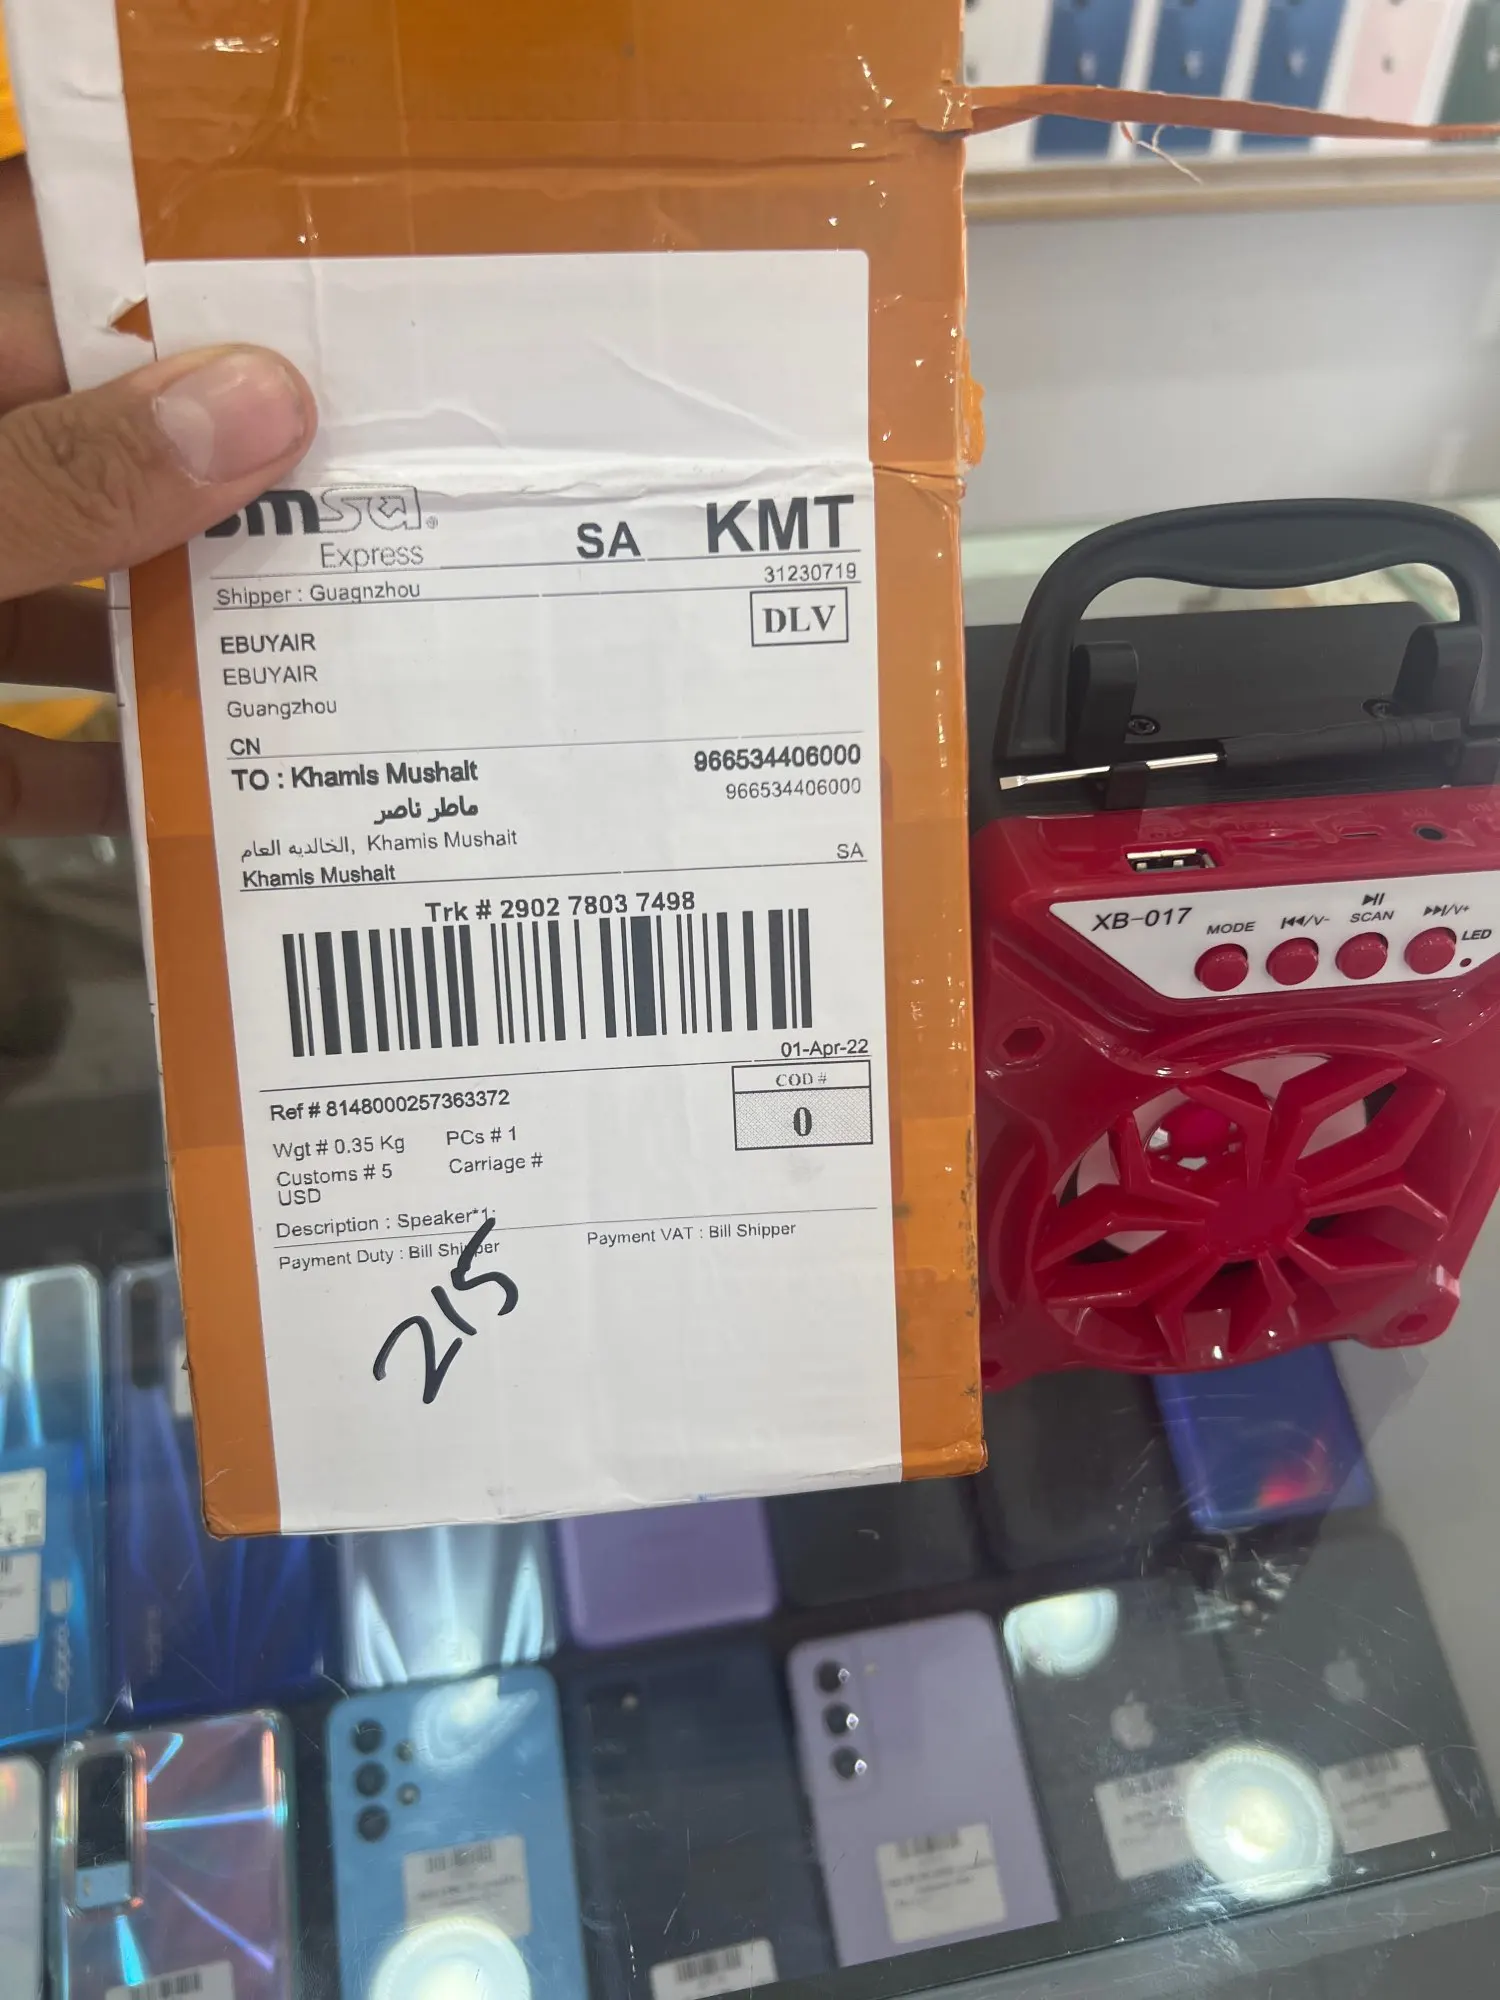 smsa
Express
SA KMT
Shipper : Guagnzhou
31230719
DLV
EBUYAIR
EBUYAIR
Guangzhou
CN
TO : Khamis Mushait
966534406000
ماطر ناصر
966534406000
الخالديه العام, Khamis Mushait
Khamis Mushait
SA
Trk # 2902 7803 7498
01-Apr-22
Ref # 8148000257363372
COD #
0
Wgt # 0.35 Kg
PCs # 1
Customs # 5
USD
Carriage #
Description : Speaker*1;
Payment Duty : Bill Shipper
Payment VAT : Bill Shipper
215
XB-017
MODE
/V-
SCAN
/V+
LED
oppo
realme